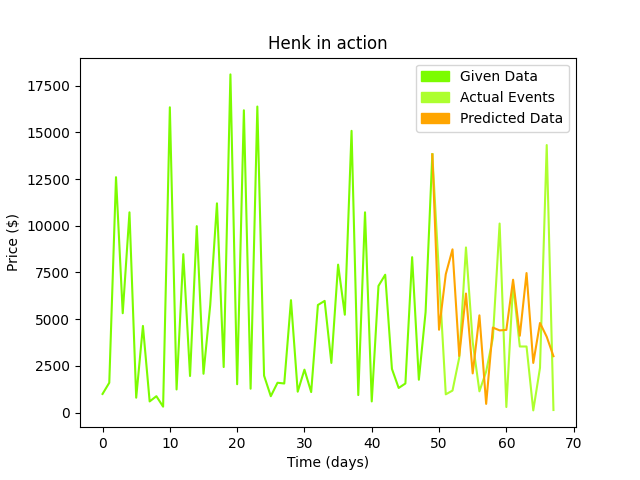 Henk in action
Given Data
Actual Events
Predicted Data
17500
15000
12500
10000
7500
5000
2500
0
Price ($)
0 10 20 30 40 50 60 70
Time (days)